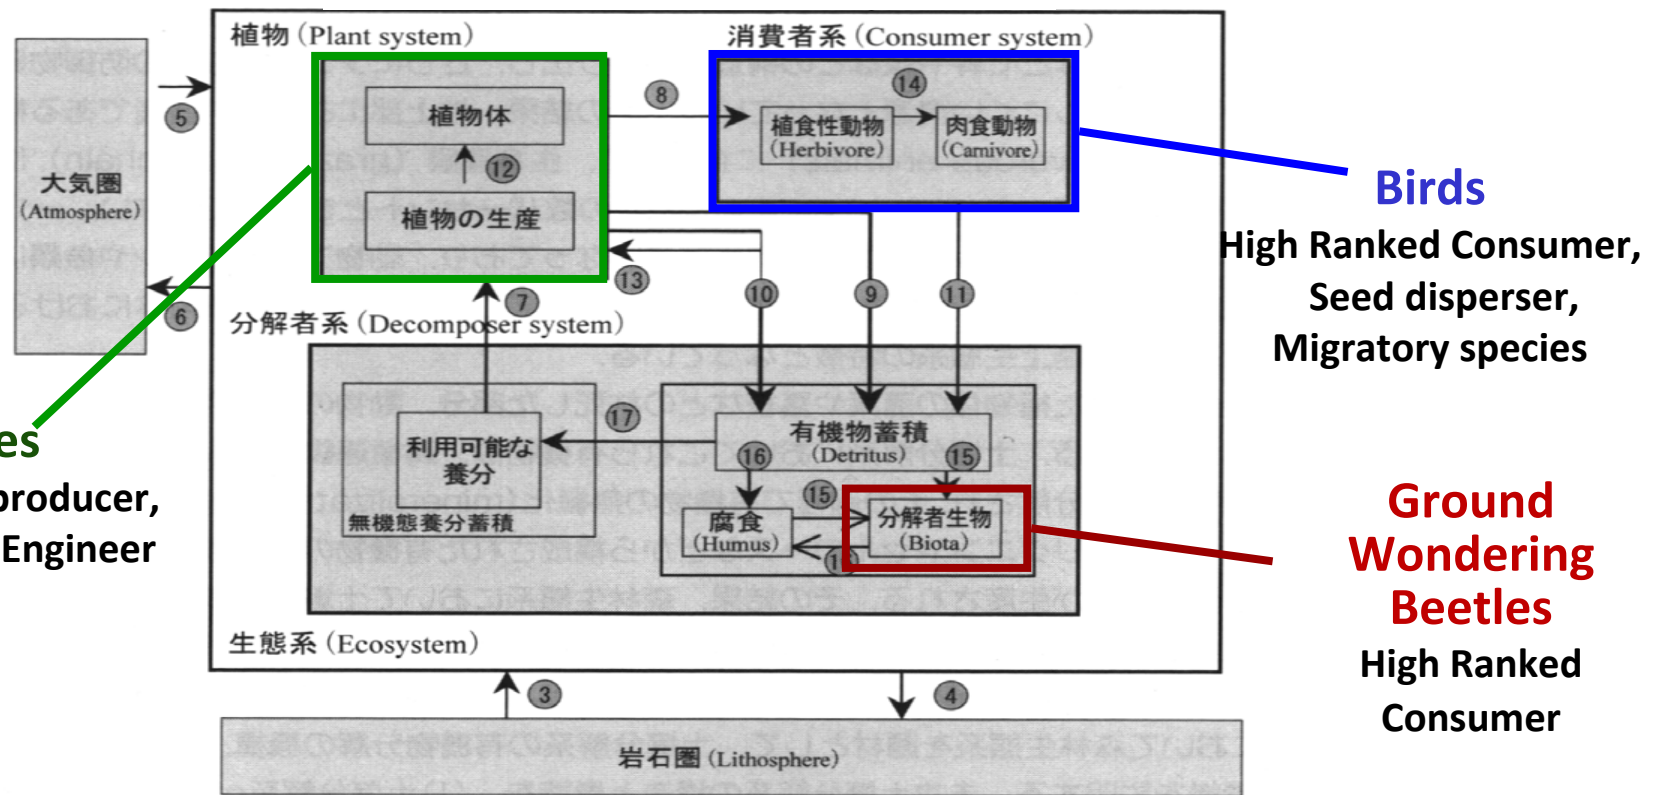 植物 (Plant system)
消費者系 (Consumer system)
⑤
植物体
⑧
⑭
植食性動物
(Herbivore)
肉食動物
(Carnivore)
大気圏
(Atmosphere)
⑫
植物の生産
Birds
High Ranked Consumer,
Seed disperser,
Migratory species
⑬
⑥
⑦
⑩
⑨
⑪
分解者系 (Decomposer system)
es
producer,
Engineer
利用可能な
養分
無機態養分蓄積
⑰
有機物蓄積
(Detritus)
⑯
⑮
⑮
腐食
(Humus)
分解者生物
(Biota)
Ground
Wondering
Beetles
High Ranked
Consumer
生態系 (Ecosystem)
③
④
岩石圏 (Lithosphere)